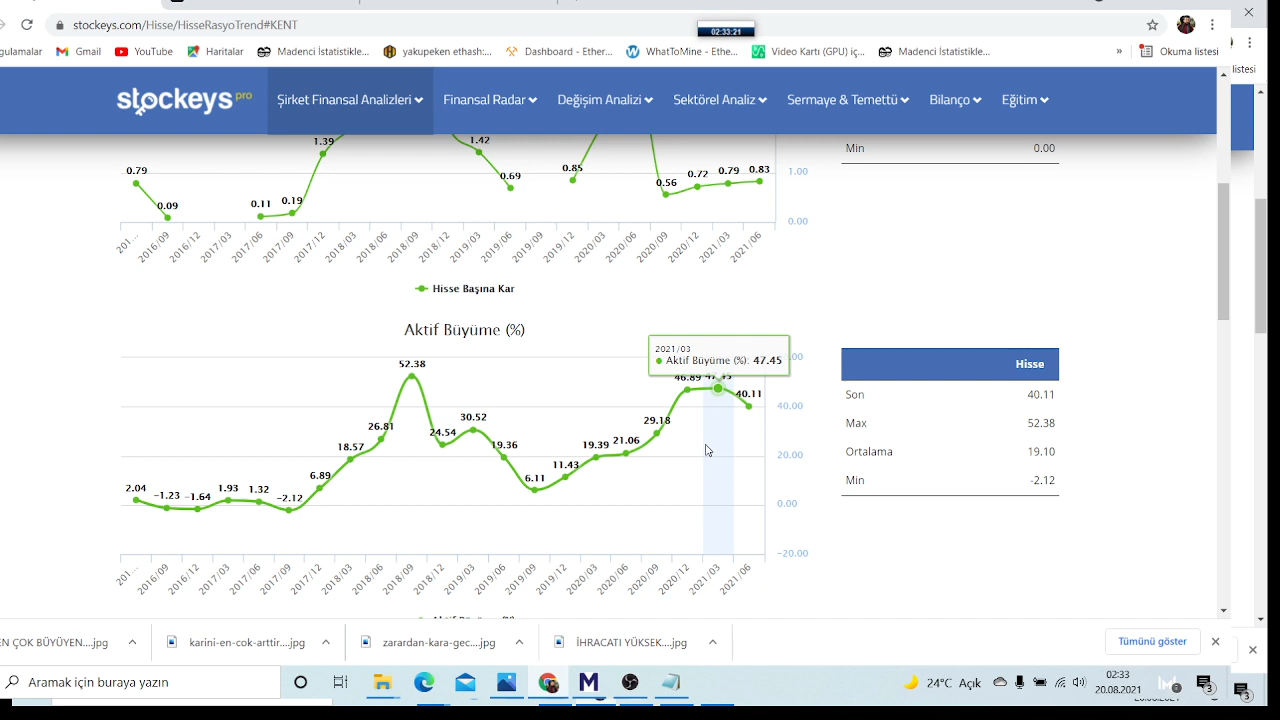 stockeys.com/Hisse/HisseRasyoTrend#KENT
02:33:21
ygulamalar
Gmail
YouTube
Haritalar
Madenci İstatistikle...
yakupeken ethash:...
Dashboard - Ether...
WhatToMine - Ethe...
Video Kartı (GPU) iç...
Madenci İstatistikle...
»
Okuma listesi
listesi
stockeys pro
Şirket Finansal Analizleri
Finansal Radar
Değişim Analizi
Sektörel Analiz
Sermaye & Temettü
Bilanço
Eğitim
0.79
0.09
0.11
0.19
1.39
1.42
0.69
0.85
0.56
0.72
0.79
0.83
1.00
0.00
Min 0.00
201...
2016/09
2016/12
2017/03
2017/06
2017/09
2017/12
2018/03
2018/06
2018/09
2018/12
2019/03
2019/06
2019/09
2019/12
2020/03
2020/06
2020/09
2020/12
2021/03
2021/06
Hisse Başına Kar
Aktif Büyüme (%)
2021/03
Aktif Büyüme (%): 47.45
2.04
-1.23
-1.64
1.93
1.32
-2.12
6.89
18.57
26.81
52.38
24.54
30.52
19.36
6.11
11.43
19.39
21.06
29.18
46.89
40.11
40.00
20.00
0.00
-20.00
Hisse
Son 40.11
Max 52.38
Ortalama 19.10
Min -2.12
201...
2016/09
2016/12
2017/03
2017/06
2017/09
2017/12
2018/03
2018/06
2018/09
2018/12
2019/03
2019/06
2019/09
2019/12
2020/03
2020/06
2020/09
2020/12
2021/03
2021/06
EN ÇOK BÜYÜYEN....jpg
karini-en-cok-arttir....jpg
zarardan-kara-gec....jpg
İHRACATI YÜKSEK....jpg
Tümünü göster
Aramak için buraya yazın
24°C Açık
02:33
20.08.2021
3
3